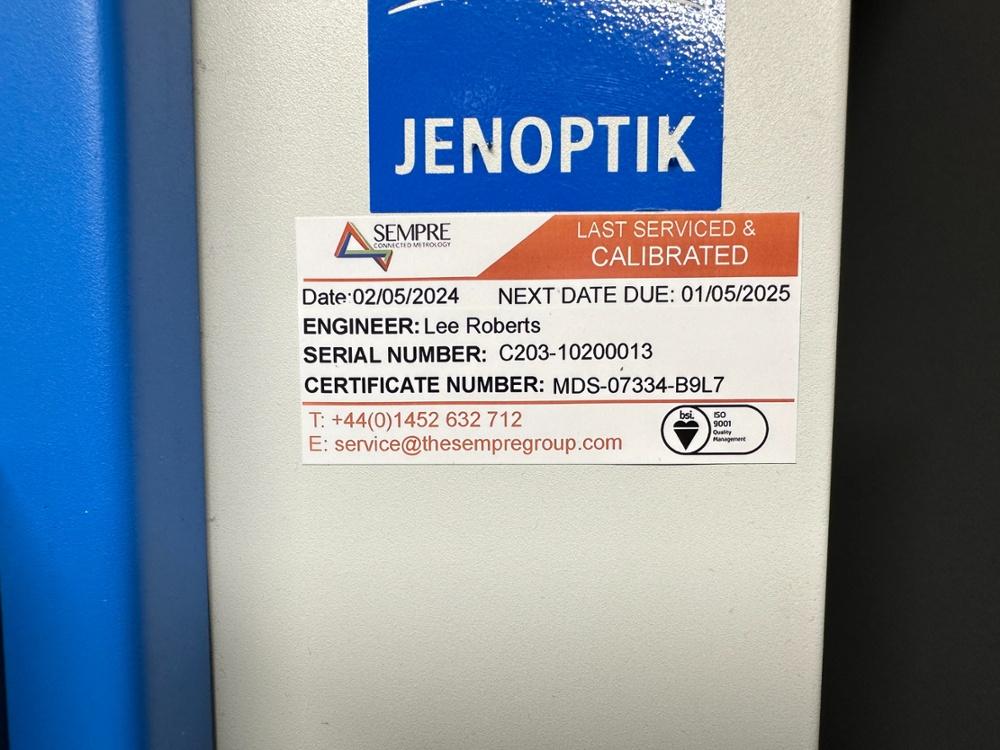 JENOPTIK
SEMPRE
CONNECTED METROLOGY
LAST SERVICED &
CALIBRATED
Date:02/05/2024 NEXT DATE DUE: 01/05/2025
ENGINEER: Lee Roberts
SERIAL NUMBER: C203-10200013
CERTIFICATE NUMBER: MDS-07334-B9L7
T: +44(0)1452 632 712
E: service@thesempregroup.com
bsi.
ISO
9001
Quality
Management